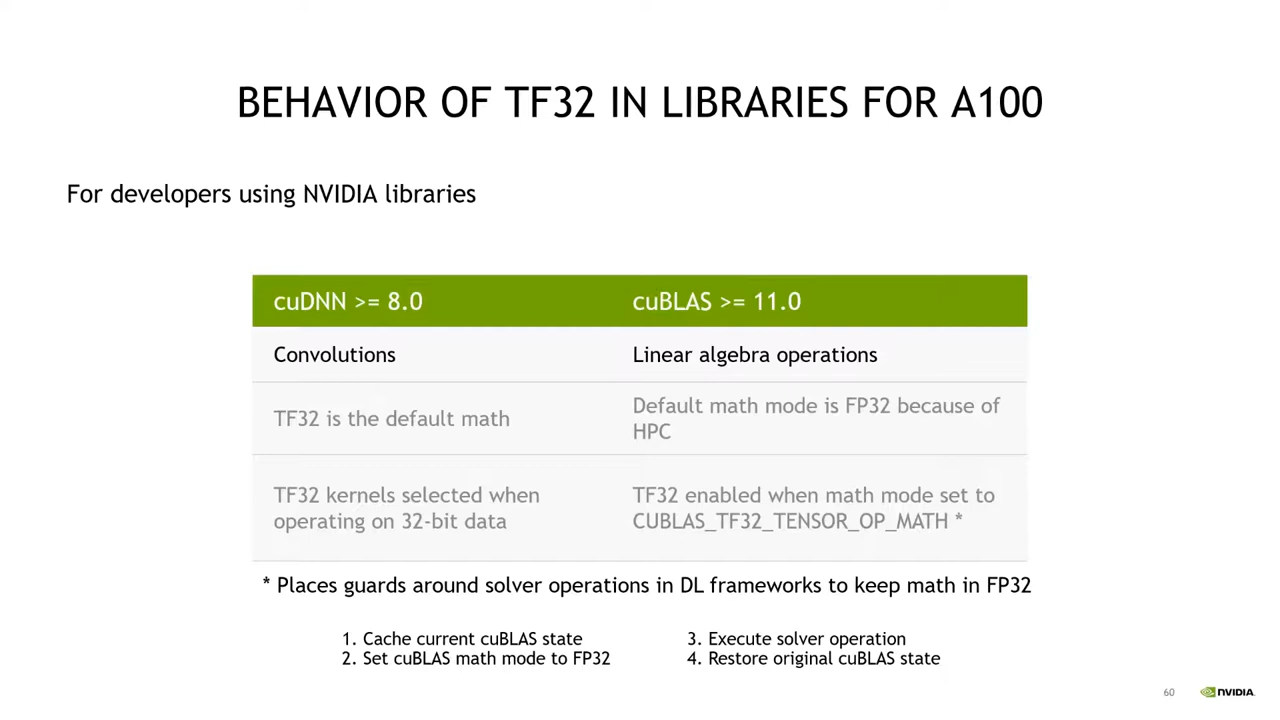 BEHAVIOR OF TF32 IN LIBRARIES FOR A100
For developers using NVIDIA libraries
cuDNN >= 8.0
cuBLAS >= 11.0
Convolutions
Linear algebra operations
TF32 is the default math
Default math mode is FP32 because of
HPC
TF32 kernels selected when
operating on 32-bit data
TF32 enabled when math mode set to
CUBLAS_TF32_TENSOR_OP_MATH *
* Places guards around solver operations in DL frameworks to keep math in FP32
1. Cache current cuBLAS state
2. Set cuBLAS math mode to FP32
3. Execute solver operation
4. Restore original cuBLAS state
60
NVIDIA.